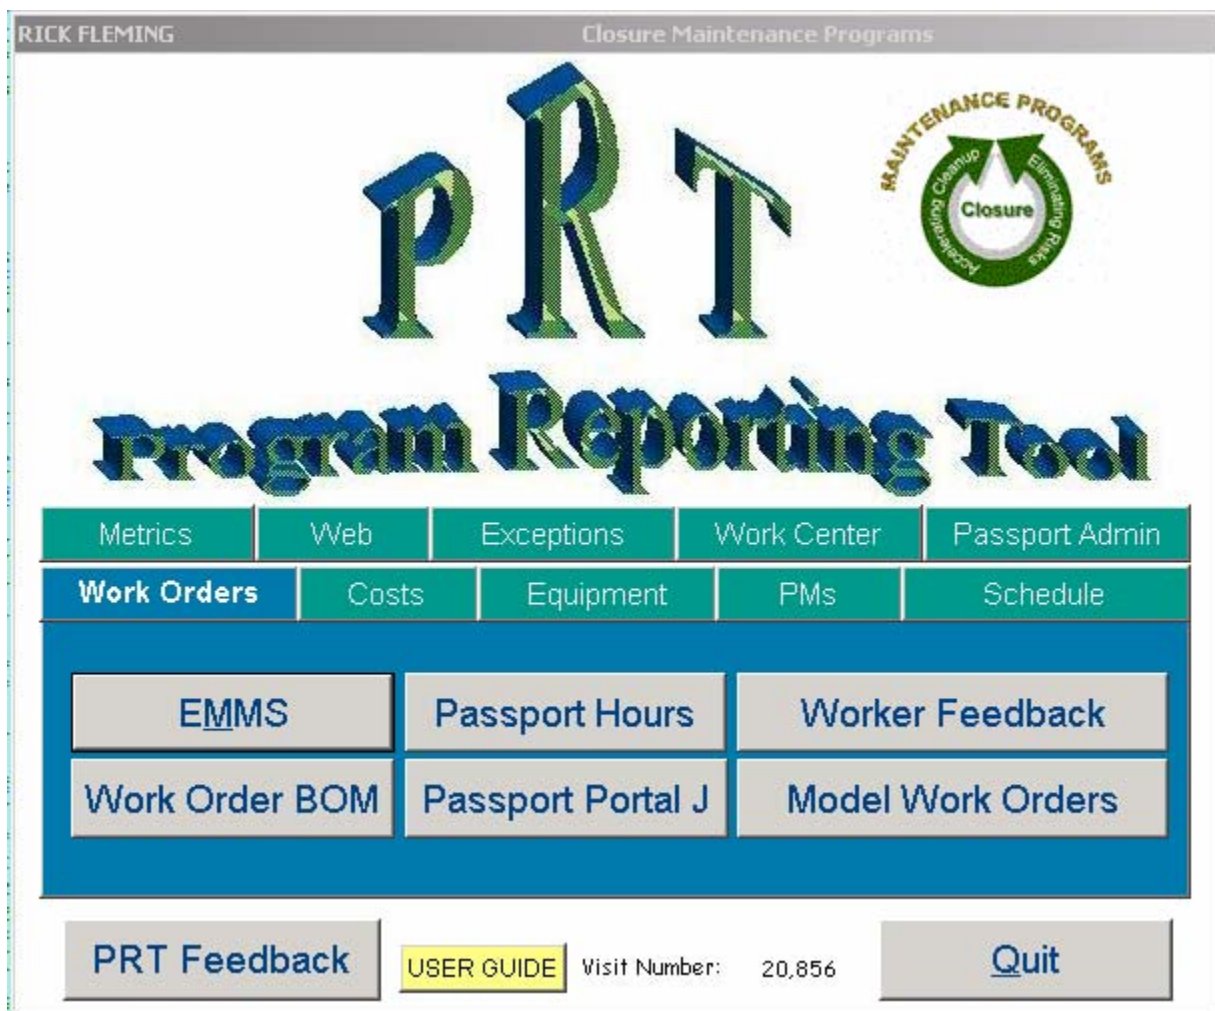 RICK FLEMING Closure Maintenance Programs
PRT
MAINTENANCE PROGRAMS
Accelerating Cleanup
Eliminating Risks
Closure
Program Reporting Tool
Metrics Web Exceptions Work Center Passport Admin
Work Orders Costs Equipment PMs Schedule
EMMS Passport Hours Worker Feedback
Work Order BOM Passport Portal J Model Work Orders
PRT Feedback USER GUIDE Visit Number: 20,856 Quit